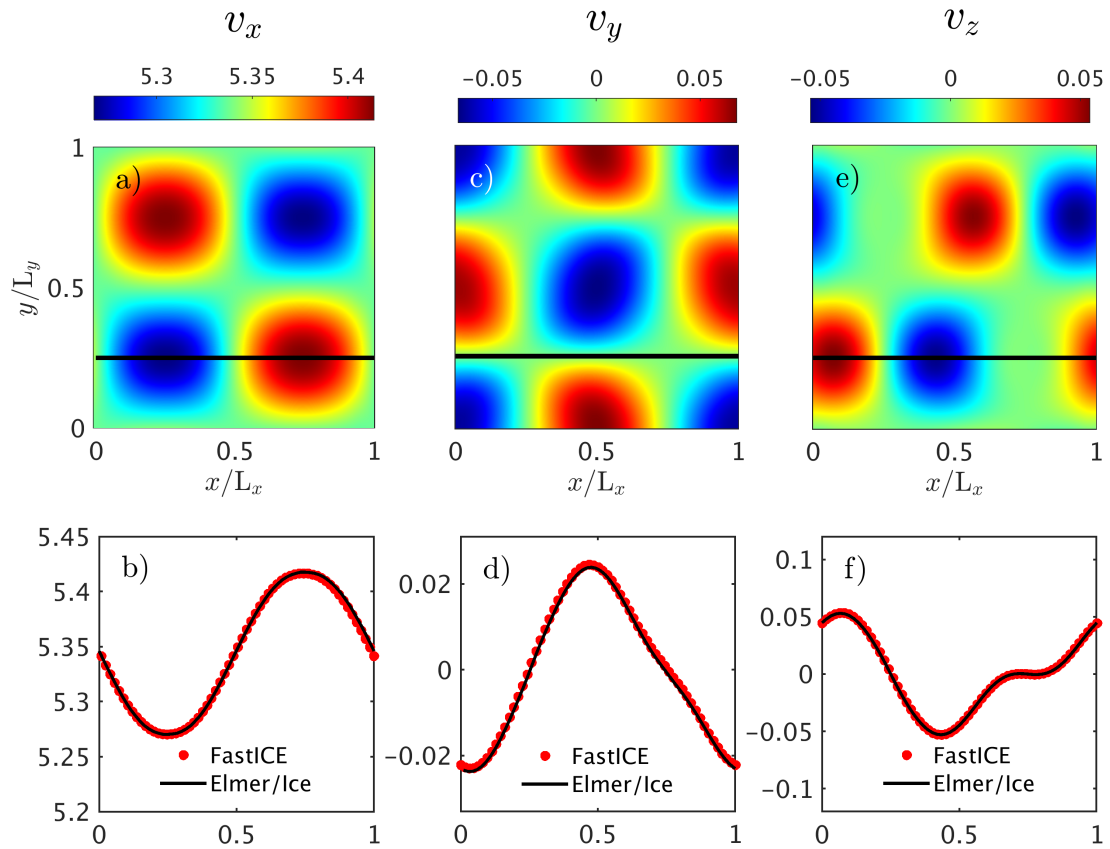 v_x v_y v_z
5.3 5.35 5.4 −0.05 0 0.05 −0.05 0 0.05
1 a) c) e)
0.5
y/L_y
0
0 0.5 1 0 0.5 1 0 0.5 1
x/L_x x/L_x x/L_x
5.45
5.4
5.35
5.3
5.25
5.2
b)
FastICE
Elmer/Ice
0 0.5 1
0.02
0
−0.02
d)
FastICE
Elmer/Ice
0 0.5 1
0.1
0.05
0
−0.05
−0.1
f)
FastICE
Elmer/Ice
0 0.5 1